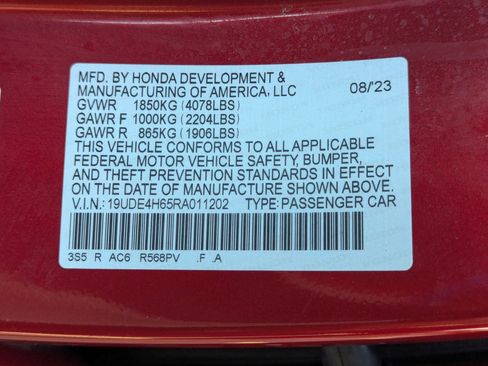 MFD. BY HONDA DEVELOPMENT &
MANUFACTURING OF AMERICA, LLC 08/'23
GVWR 1850KG (4078LBS)
GAWR F 1000KG (2204LBS)
GAWR R 865KG (1906LBS)
THIS VEHICLE CONFORMS TO ALL APPLICABLE
FEDERAL MOTOR VEHICLE SAFETY, BUMPER,
AND THEFT PREVENTION STANDARDS IN EFFECT
ON THE DATE OF MANUFACTURE SHOWN ABOVE.
V.I.N.: 19UDE4H65RA011202 TYPE: PASSENGER CAR
3S5 R AC6 R568PV .F .A